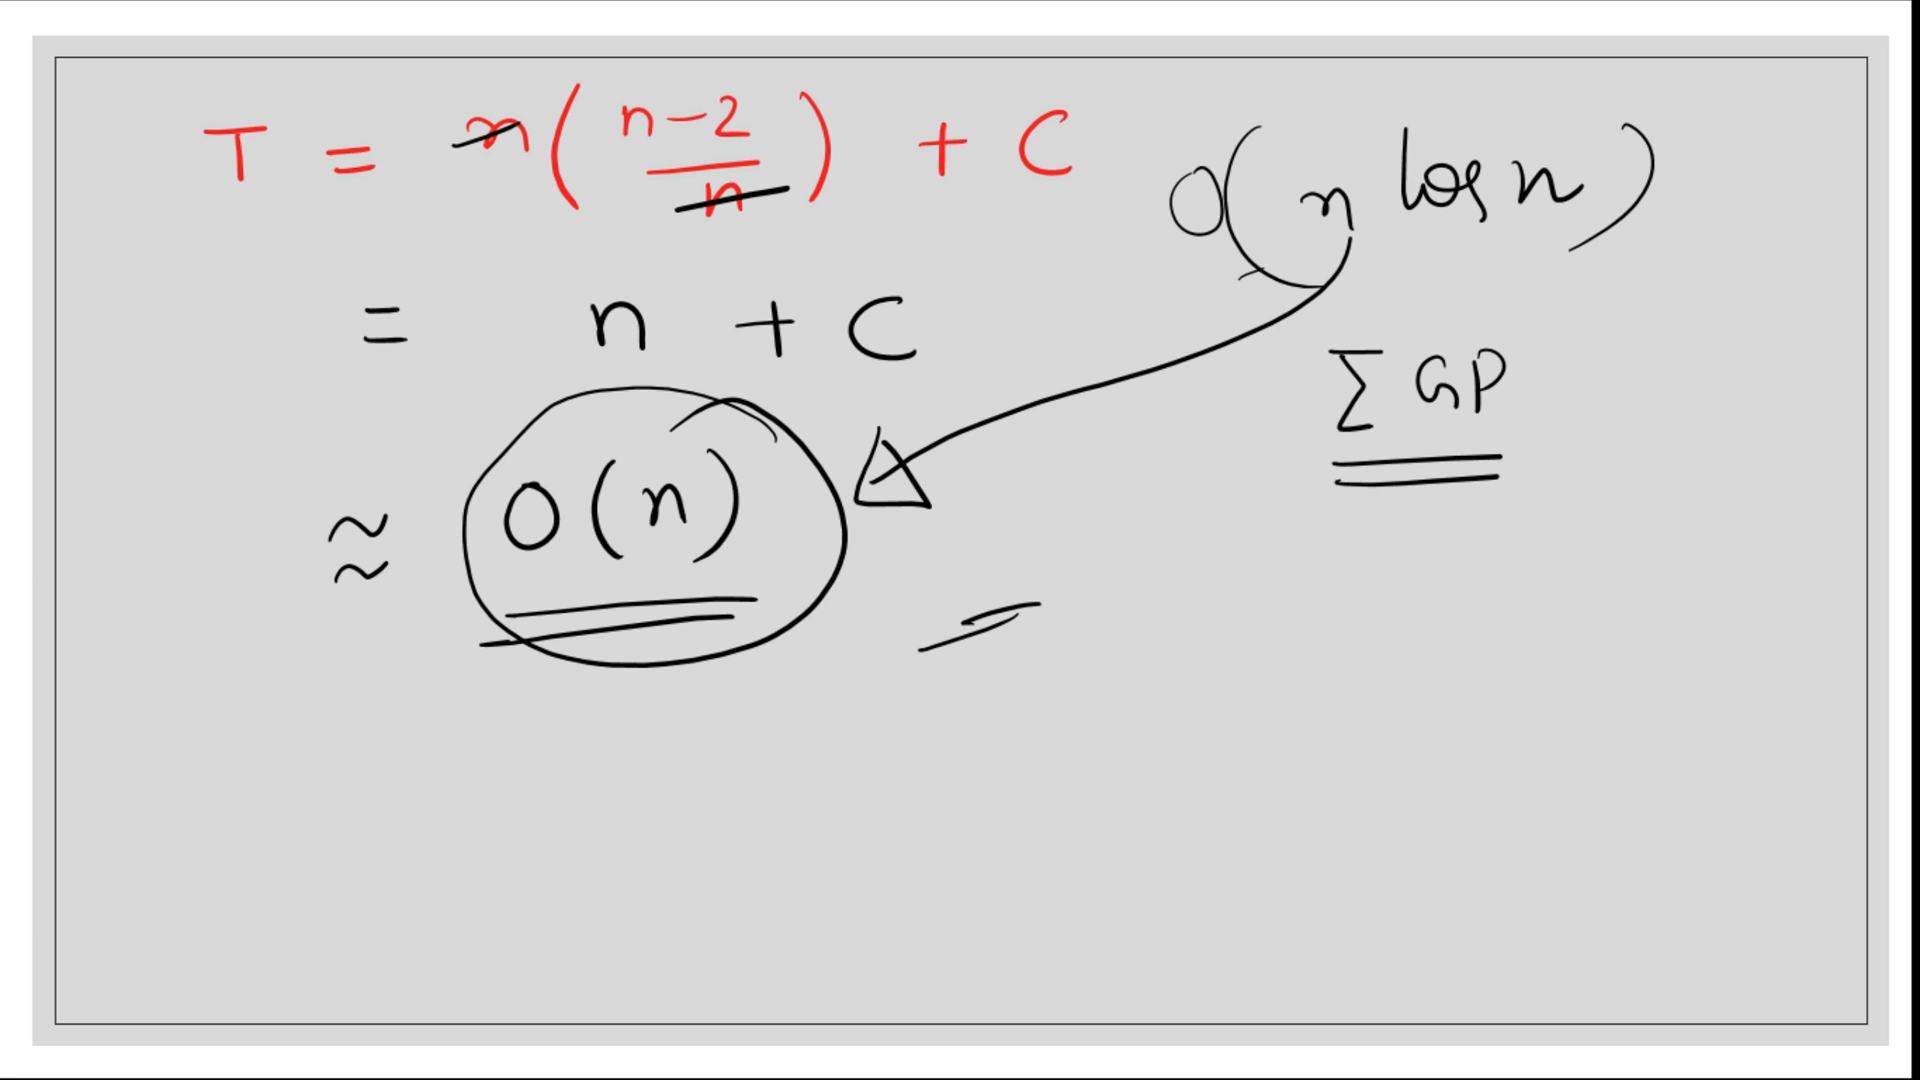 T = n ( n-2 / n ) + C
O(n log n)
= n + C
Σ GP
≈ O(n)